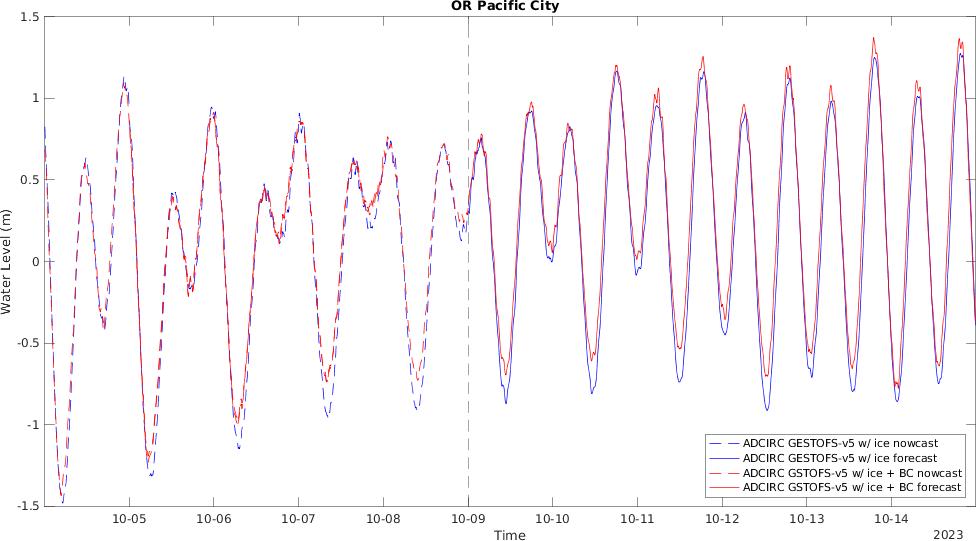 OR Pacific City
1.5
1
0.5
0
-0.5
-1
-1.5
Water Level (m)
10-05 10-06 10-07 10-08 10-09 10-10 10-11 10-12 10-13 10-14
Time
2023
ADCIRC GESTOFS-v5 w/ ice nowcast
ADCIRC GESTOFS-v5 w/ ice forecast
ADCIRC GSTOFS-v5 w/ ice + BC nowcast
ADCIRC GSTOFS-v5 w/ ice + BC forecast